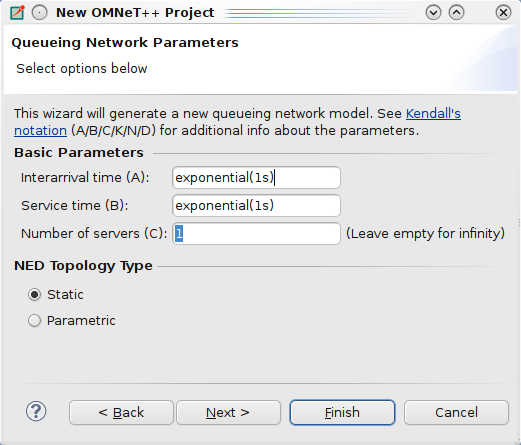 New OMNeT++ Project
Queueing Network Parameters
Select options below
This wizard will generate a new queueing network model. See Kendall's
notation (A/B/C/K/N/D) for additional info about the parameters.
Basic Parameters
Interarrival time (A): exponential(1s)
Service time (B): exponential(1s)
Number of servers (C): 1 (Leave empty for infinity)
NED Topology Type
Static
Parametric
? < Back Next > Finish Cancel